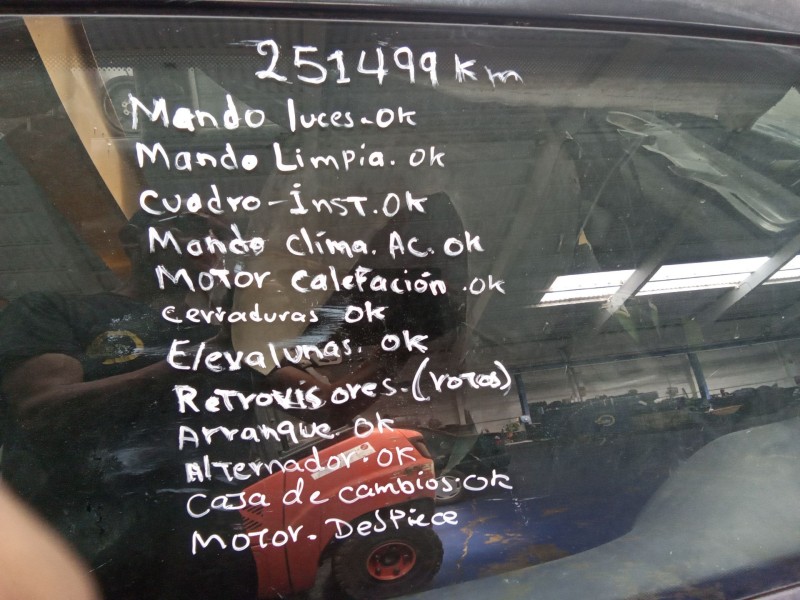 251499 Km
Mando luces-OK
Mando Limpia. OK
Cuadro-Inst.OK
Mando clima. AC. OK
Motor Calefación .OK
Cerraduras OK
Elevalunas. OK
Retrovisores.(rotos)
Arranque. OK
Alternador.OK
Caja de cambios.OK
Motor. Despiece